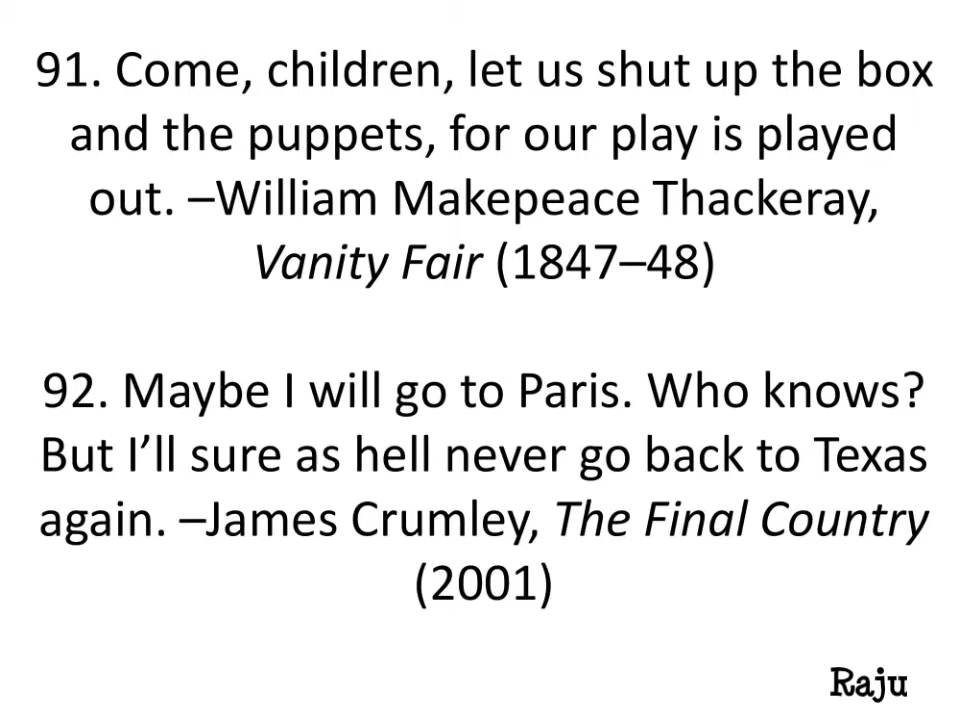 91. Come, children, let us shut up the box
and the puppets, for our play is played
out. –William Makepeace Thackeray,
Vanity Fair (1847–48)
92. Maybe I will go to Paris. Who knows?
But I’ll sure as hell never go back to Texas
again. –James Crumley, The Final Country
(2001)
Raju